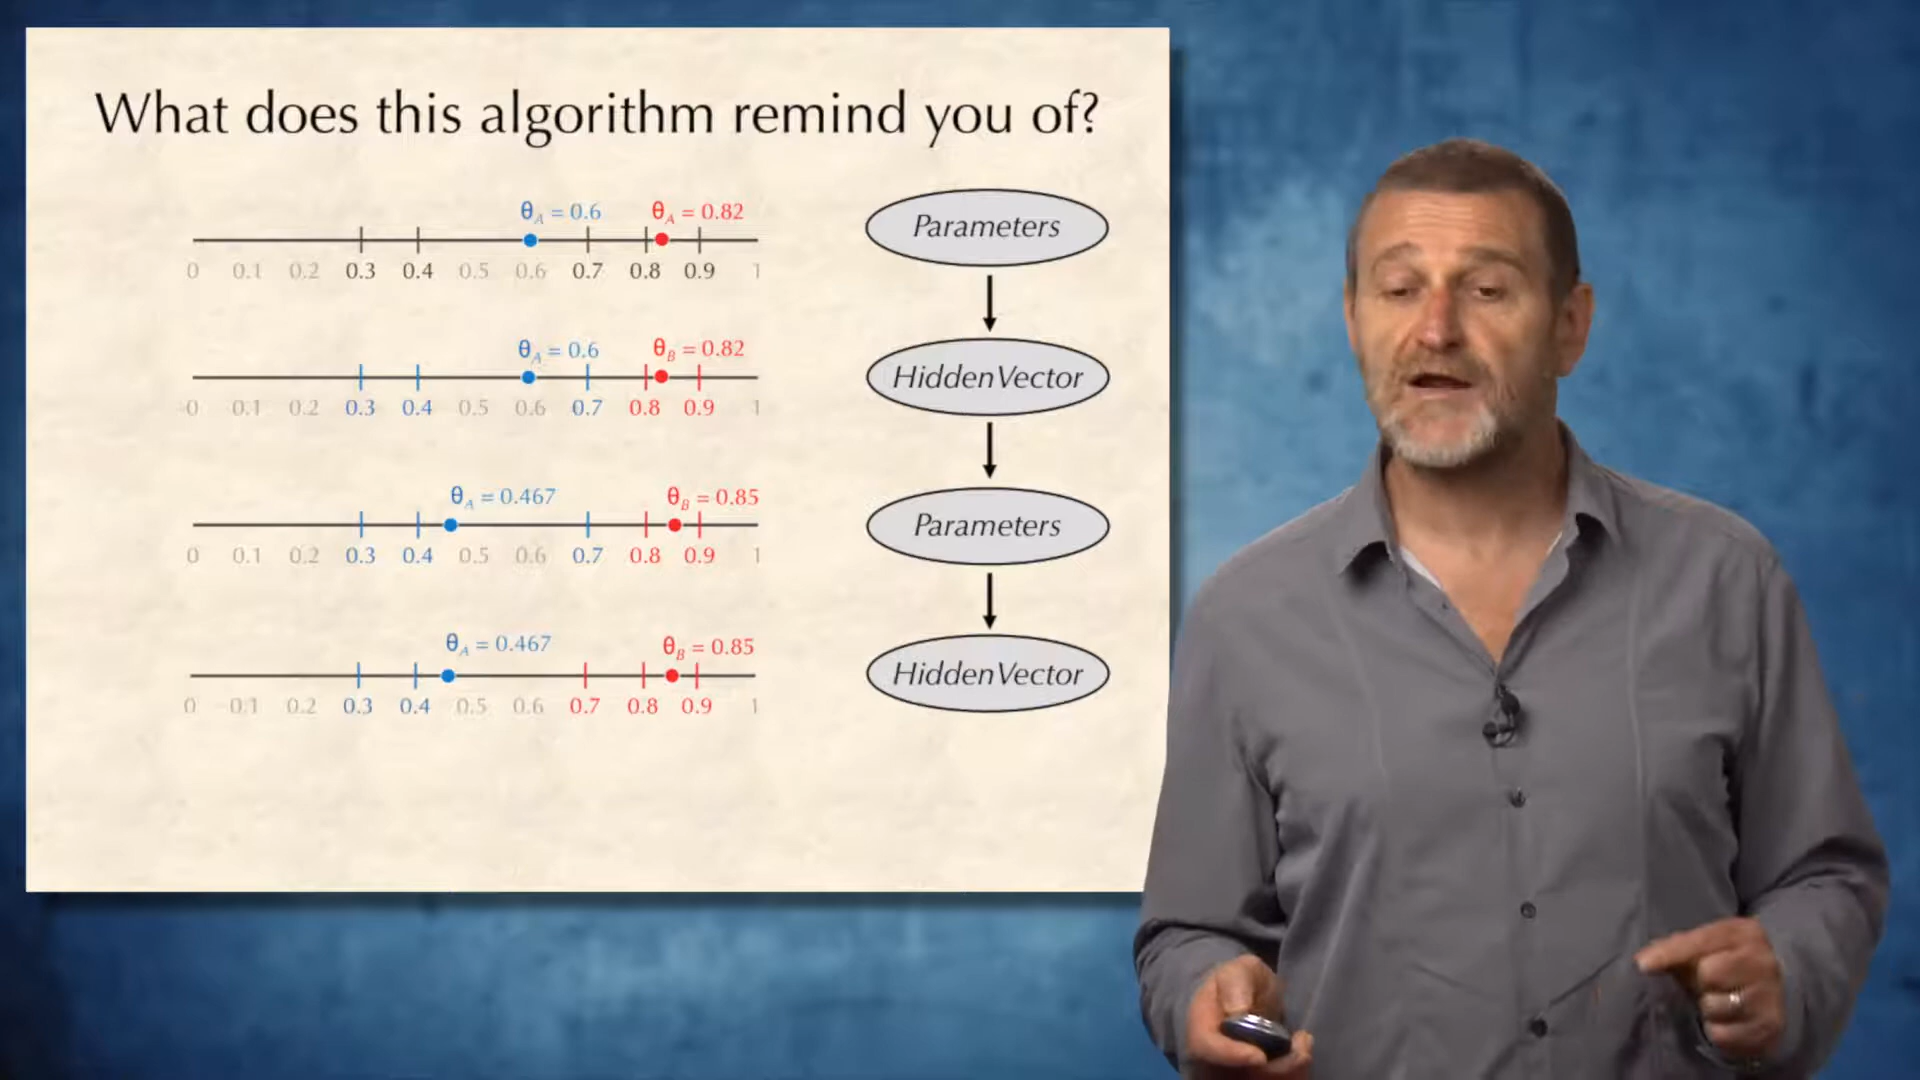 What does this algorithm remind you of?
θA = 0.6 θA = 0.82
0 0.1 0.2 0.3 0.4 0.5 0.6 0.7 0.8 0.9 1
Parameters
θA = 0.6 θB = 0.82
0 0.1 0.2 0.3 0.4 0.5 0.6 0.7 0.8 0.9 1
HiddenVector
θA = 0.467 θB = 0.85
0 0.1 0.2 0.3 0.4 0.5 0.6 0.7 0.8 0.9 1
Parameters
θA = 0.467 θB = 0.85
0 0.1 0.2 0.3 0.4 0.5 0.6 0.7 0.8 0.9 1
HiddenVector